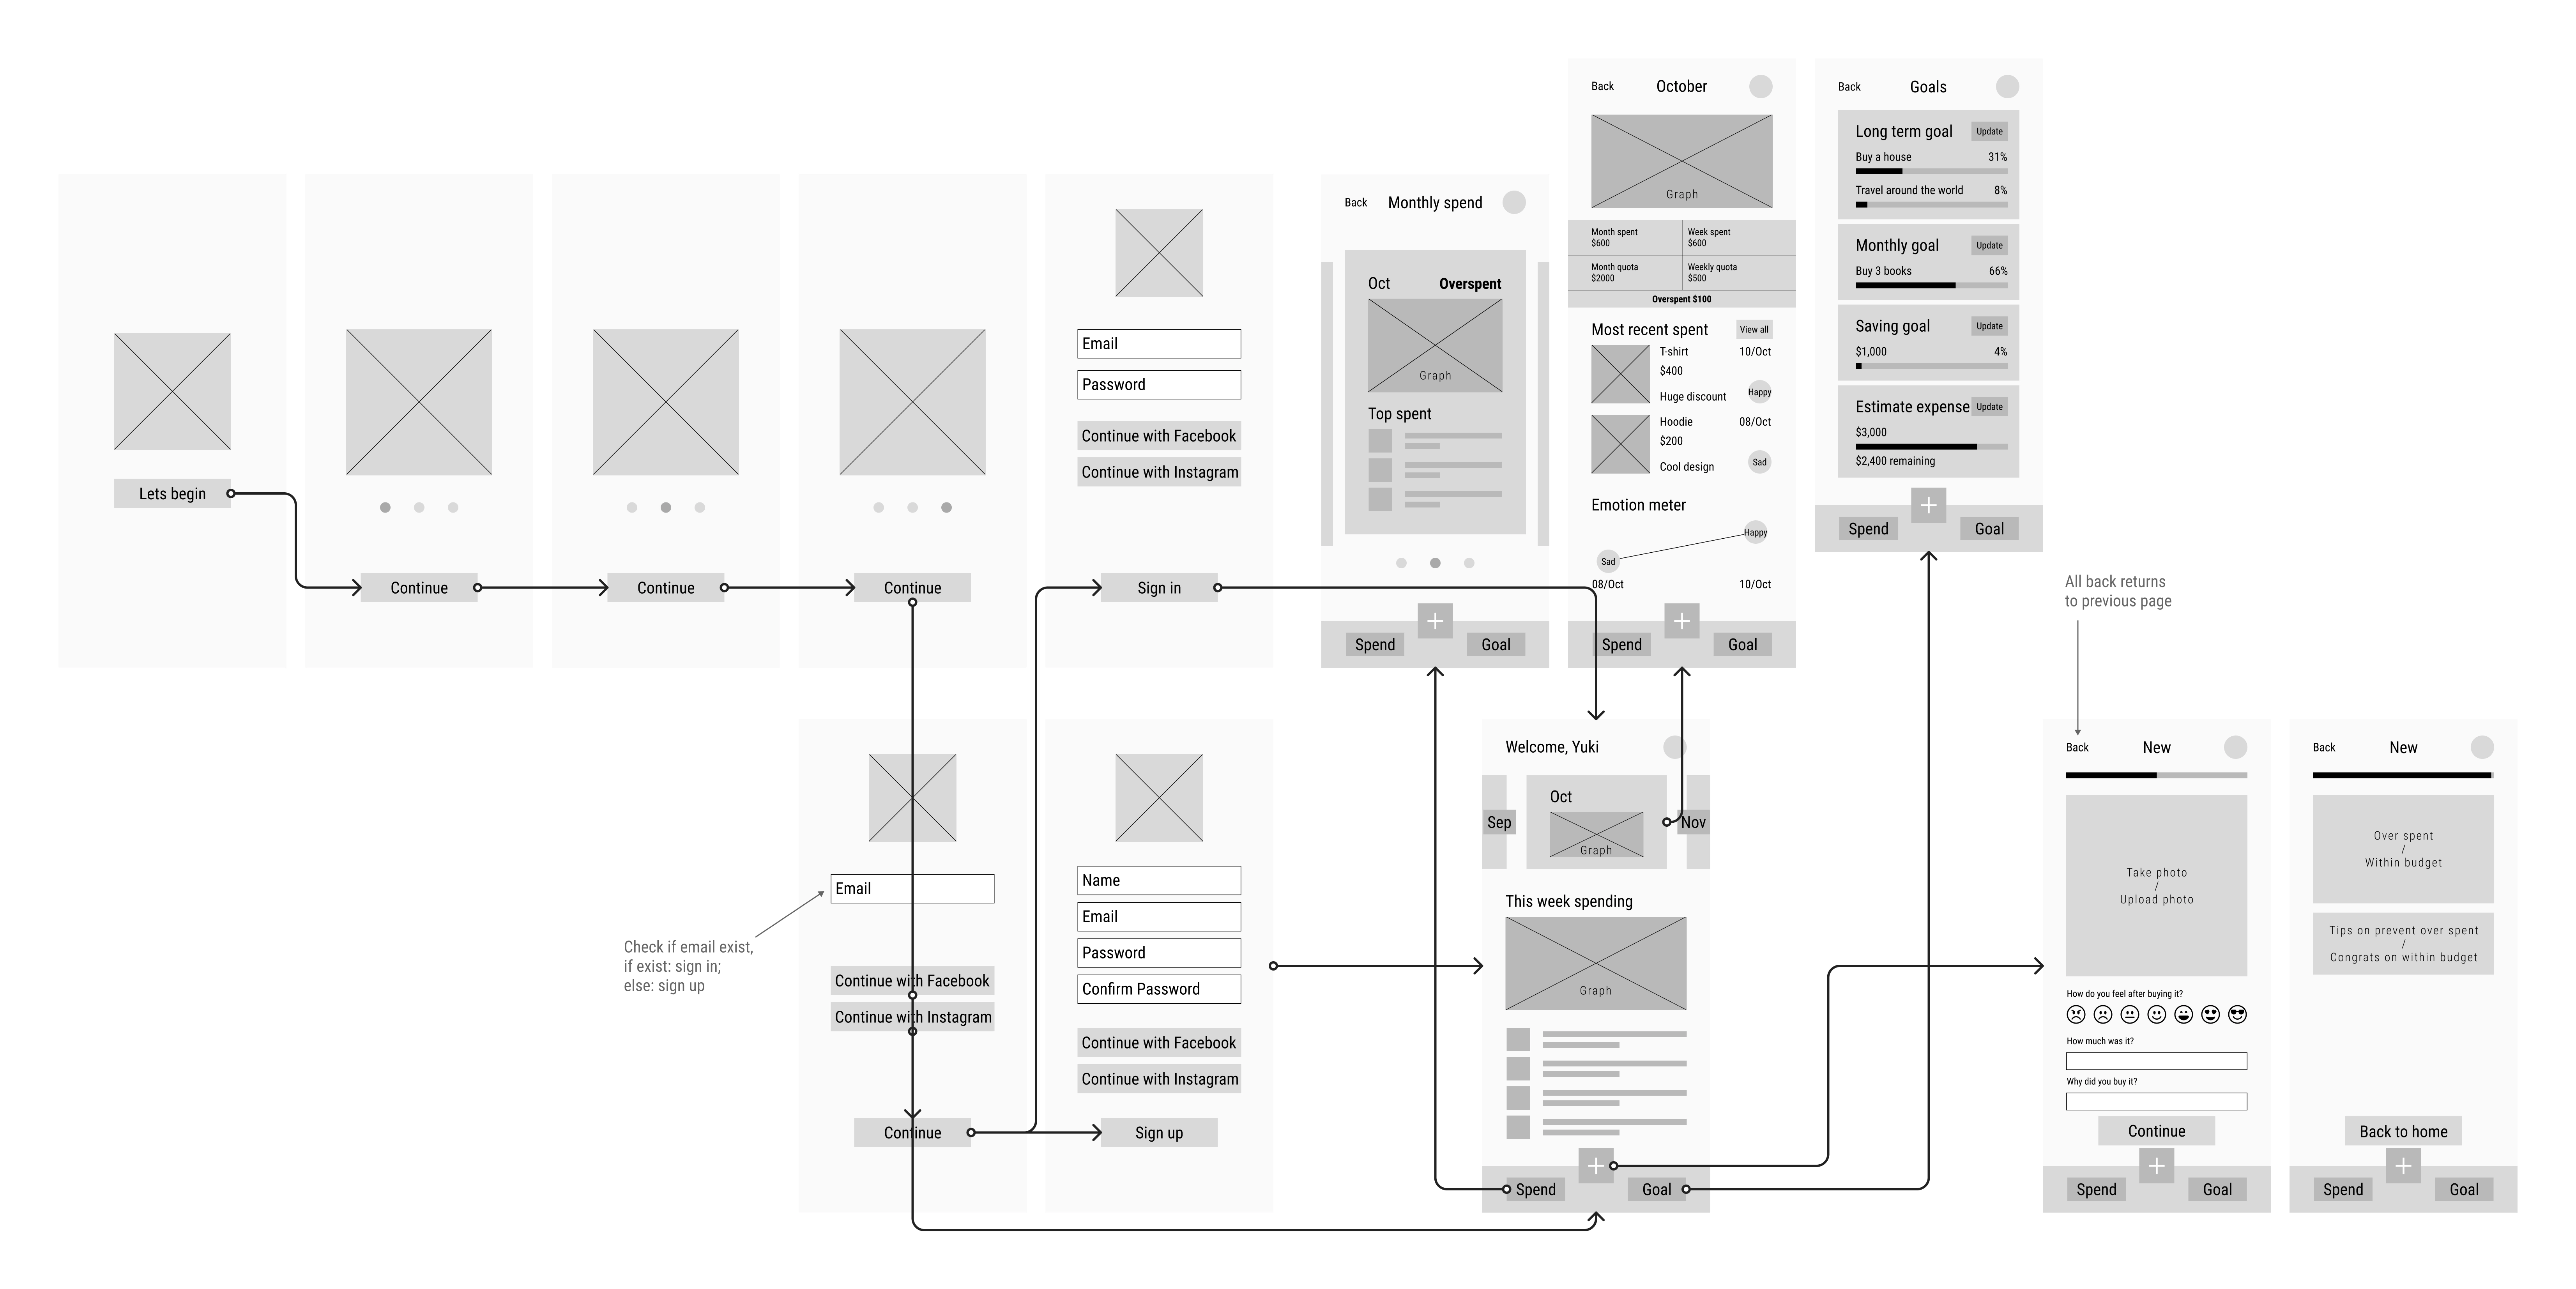 Lets begin
Continue
Continue
Continue
Email
Password
Continue with Facebook
Continue with Instagram
Sign in
Back Monthly spend
Oct Overspent
Graph
Top spent
Spend + Goal
Back October
Graph
Month spent Week spent
$600 $600
Month quota Weekly quota
$2000 $500
Overspent $100
Most recent spent View all
T-shirt 10/Oct
$400
Huge discount Happy
Hoodie 08/Oct
$200
Cool design Sad
Emotion meter
Happy
Sad
08/Oct 10/Oct
Spend + Goal
Back Goals
Long term goal Update
Buy a house 31%
Travel around the world 8%
Monthly goal Update
Buy 3 books 66%
Saving goal Update
$1,000 4%
Estimate expense Update
$3,000
$2,400 remaining
Spend + Goal
All back returns
to previous page
Check if email exist,
if exist: sign in;
else: sign up
Email
Continue with Facebook
Continue with Instagram
Continue
Name
Email
Password
Confirm Password
Continue with Facebook
Continue with Instagram
Sign up
Welcome, Yuki
Oct
Sep Nov
Graph
This week spending
Graph
Spend + Goal
Back New
Take photo
/
Upload photo
How do you feel after buying it?
How much was it?
Why did you buy it?
Continue
Spend + Goal
Back New
Over spent
/
Within budget
Tips on prevent over spent
/
Congrats on within budget
Back to home
Spend + Goal